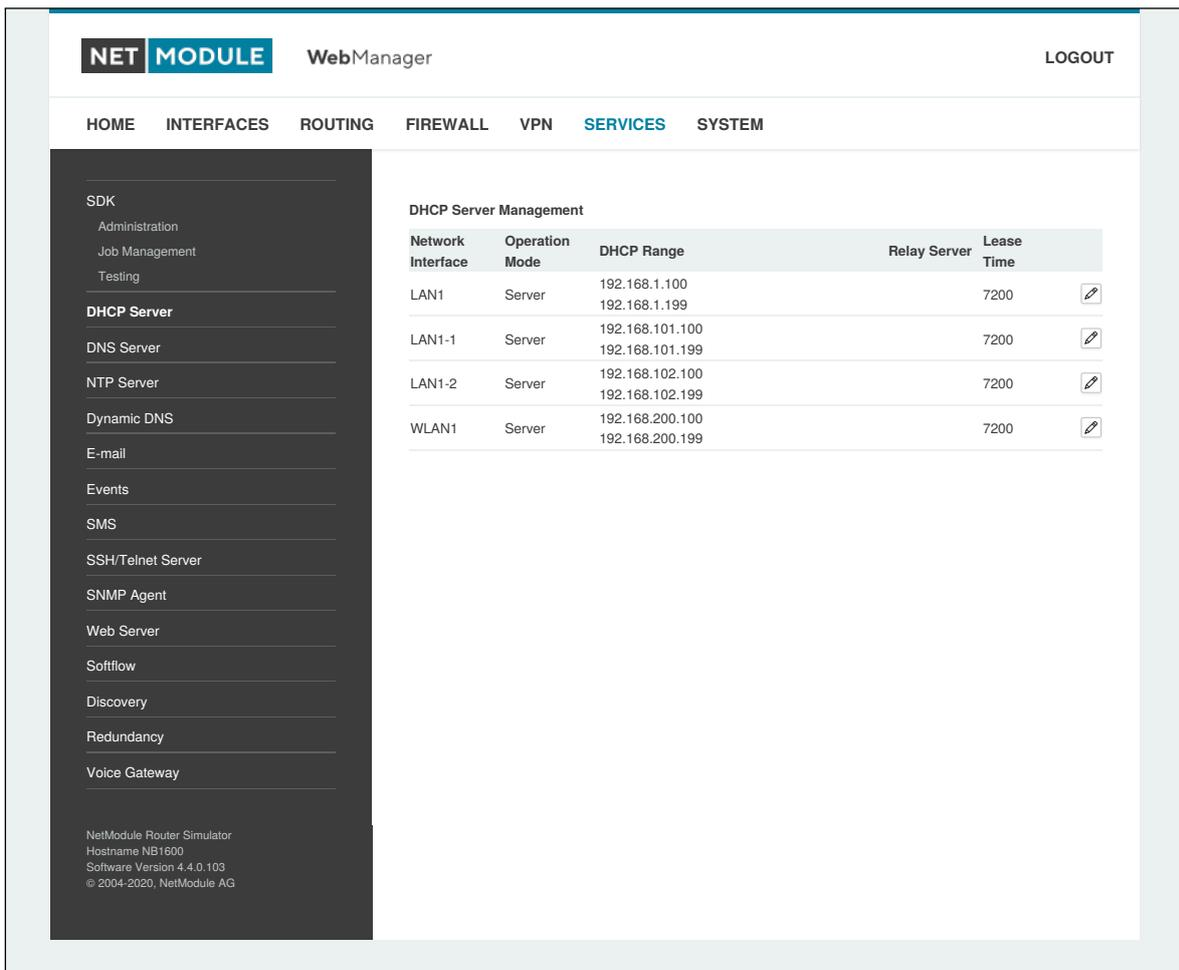 NET MODULE WebManager LOGOUT
HOME INTERFACES ROUTING FIREWALL VPN SERVICES SYSTEM
SDK
Administration
Job Management
Testing
DHCP Server
DNS Server
NTP Server
Dynamic DNS
E-mail
Events
SMS
SSH/Telnet Server
SNMP Agent
Web Server
Softflow
Discovery
Redundancy
Voice Gateway
NetModule Router Simulator
Hostname NB1600
Software Version 4.4.0.103
© 2004-2020, NetModule AG
DHCP Server Management
Network Interface Operation Mode DHCP Range Relay Server Lease Time
LAN1 Server 192.168.1.100 7200
192.168.1.199
LAN1-1 Server 192.168.101.100 7200
192.168.101.199
LAN1-2 Server 192.168.102.100 7200
192.168.102.199
WLAN1 Server 192.168.200.100 7200
192.168.200.199